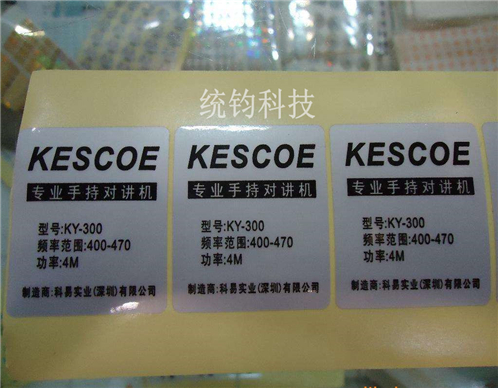 统钧科技
KESCOE
专业手持对讲机
型号:KY-300
频率范围:400-470
功率:4M
制造商:科易实业(深圳)有限公司
KESCOE
专业手持对讲机
型号:KY-300
频率范围:400-470
功率:4M
制造商:科易实业(深圳)有限公司
KESCOE
专业手持对讲机
型号:KY-300
频率范围:400-470
功率:4M
制造商:科易实业(深圳)有限公司